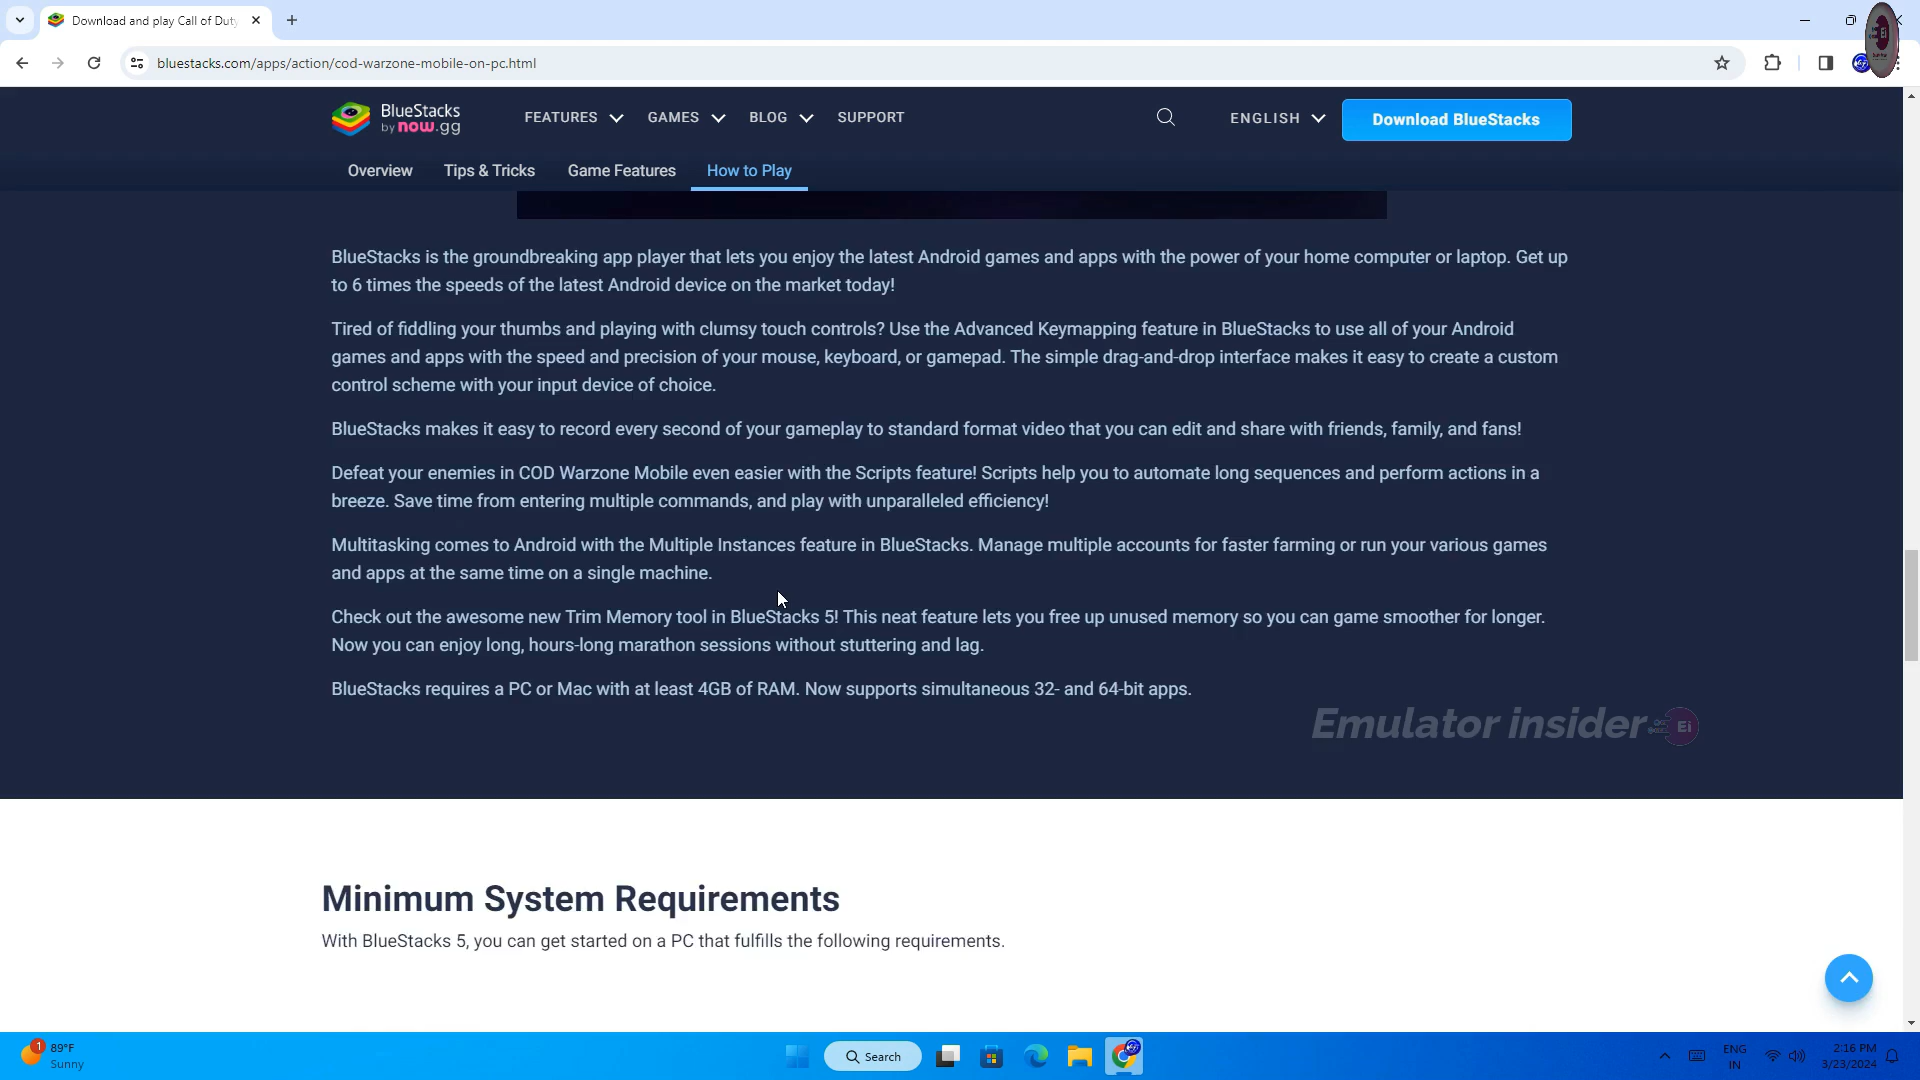 Download and play Call of Duty
bluestacks.com/apps/action/cod-warzone-mobile-on-pc.html
BlueStacks
by now.gg
FEATURES
GAMES
BLOG
SUPPORT
ENGLISH
Download BlueStacks
Overview
Tips & Tricks
Game Features
How to Play
BlueStacks is the groundbreaking app player that lets you enjoy the latest Android games and apps with the power of your home computer or laptop. Get up
to 6 times the speeds of the latest Android device on the market today!
Tired of fiddling your thumbs and playing with clumsy touch controls? Use the Advanced Keymapping feature in BlueStacks to use all of your Android
games and apps with the speed and precision of your mouse, keyboard, or gamepad. The simple drag-and-drop interface makes it easy to create a custom
control scheme with your input device of choice.
BlueStacks makes it easy to record every second of your gameplay to standard format video that you can edit and share with friends, family, and fans!
Defeat your enemies in COD Warzone Mobile even easier with the Scripts feature! Scripts help you to automate long sequences and perform actions in a
breeze. Save time from entering multiple commands, and play with unparalleled efficiency!
Multitasking comes to Android with the Multiple Instances feature in BlueStacks. Manage multiple accounts for faster farming or run your various games
and apps at the same time on a single machine.
Check out the awesome new Trim Memory tool in BlueStacks 5! This neat feature lets you free up unused memory so you can game smoother for longer.
Now you can enjoy long, hours-long marathon sessions without stuttering and lag.
BlueStacks requires a PC or Mac with at least 4GB of RAM. Now supports simultaneous 32- and 64-bit apps.
Emulator insider
Ei
Minimum System Requirements
With BlueStacks 5, you can get started on a PC that fulfills the following requirements.
1
89°F
Sunny
Search
ENG
IN
2:16 PM
3/23/2024